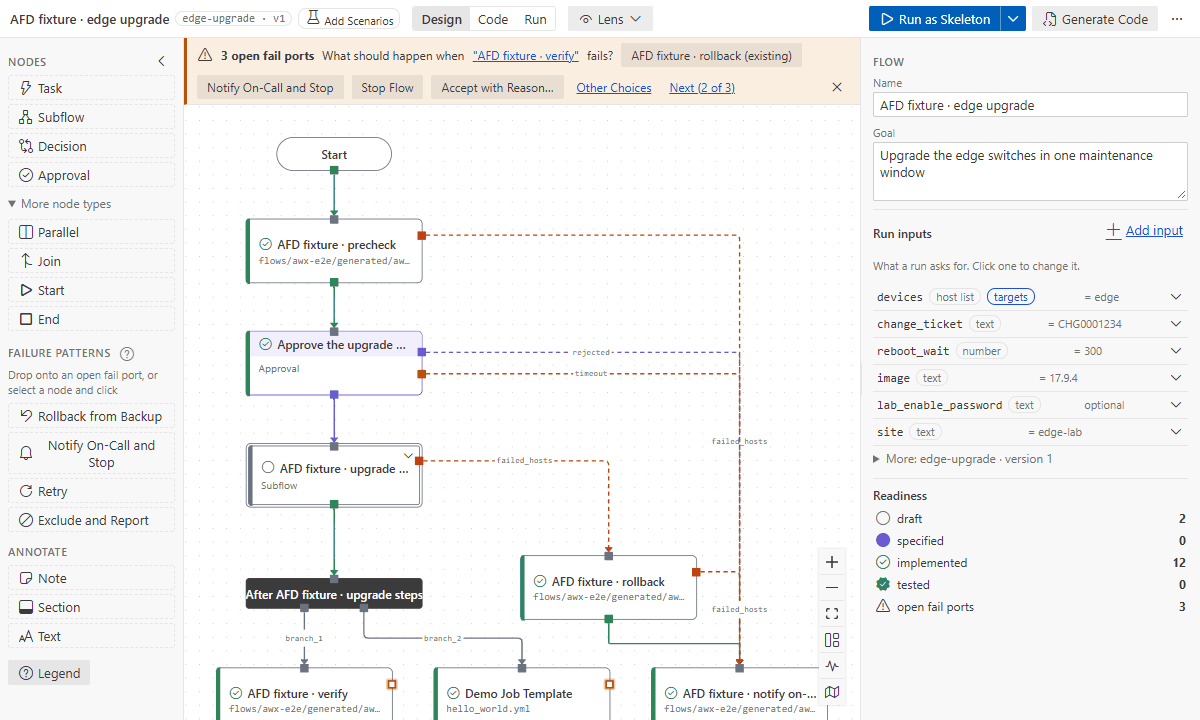 AFD fixture · edge upgrade
edge-upgrade · v1
Add Scenarios
Design
Code
Run
Lens
Run as Skeleton
Generate Code
NODES
Task
Subflow
Decision
Approval
More node types
Parallel
Join
Start
End
FAILURE PATTERNS
Drop onto an open fail port, or
select a node and click
Rollback from Backup
Notify On-Call and
Stop
Retry
Exclude and Report
ANNOTATE
Note
Section
Text
Legend
3 open fail ports What should happen when "AFD fixture · verify" fails? AFD fixture · rollback (existing)
Notify On-Call and Stop
Stop Flow
Accept with Reason...
Other Choices
Next (2 of 3)
Start
AFD fixture · precheck
flows/awx-e2e/generated/aw…
Approve the upgrade ...
Approval
rejected
timeout
failed_hosts
AFD fixture · upgrade ...
Subflow
failed_hosts
AFD fixture · rollback
flows/awx-e2e/generated/aw…
After AFD fixture · upgrade steps
failed_hosts
branch_1
branch_2
AFD fixture · verify
flows/awx-e2e/generated/aw…
Demo Job Template
hello_world.yml
AFD fixture · notify on-...
flows/awx-e2e/generated/aw…
FLOW
Name
AFD fixture · edge upgrade
Goal
Upgrade the edge switches in one maintenance
window
Run inputs
Add input
What a run asks for. Click one to change it.
devices host list targets = edge
change_ticket text = CHG0001234
reboot_wait number = 300
image text = 17.9.4
lab_enable_password text optional
site text = edge-lab
More: edge-upgrade · version 1
Readiness
draft 2
specified 0
implemented 12
tested 0
open fail ports 3